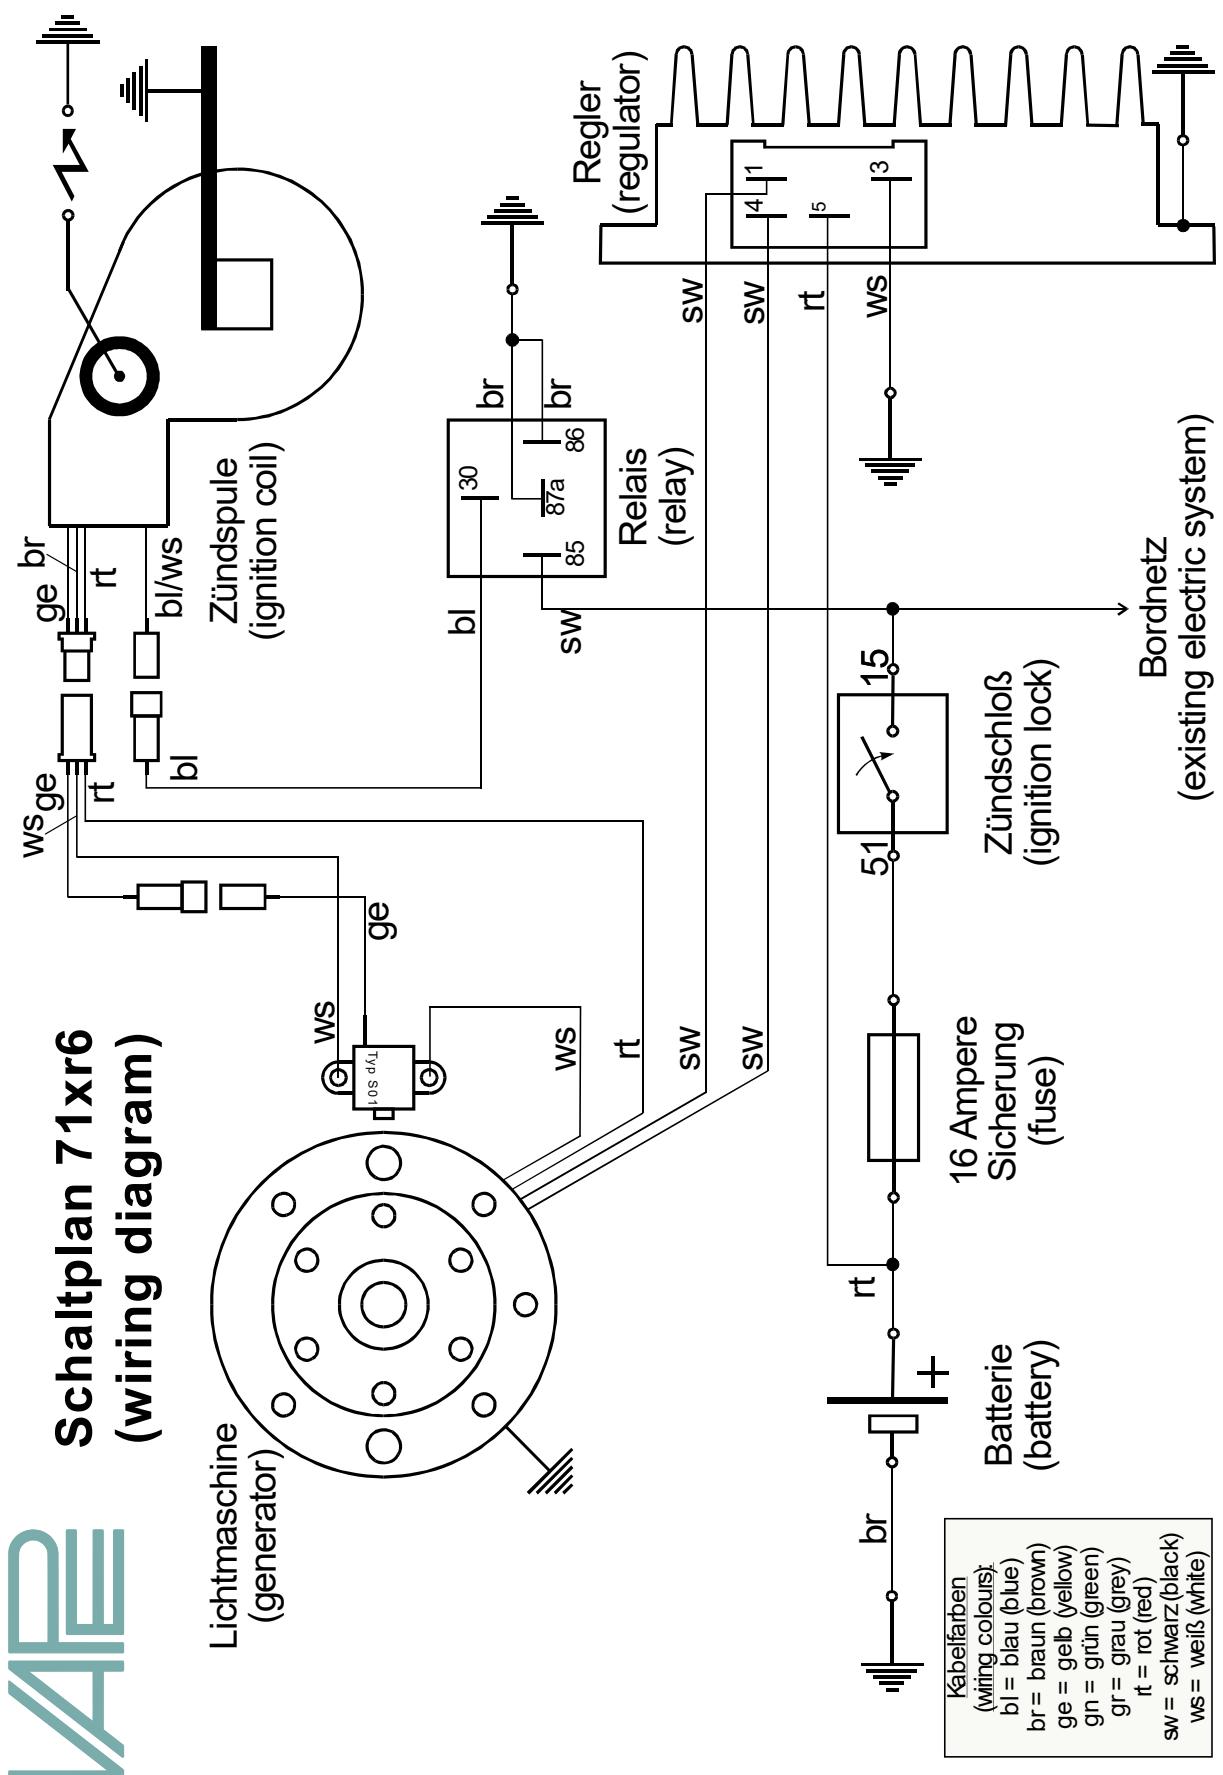 VAPE
Schaltplan 71xr6
(wiring diagram)
Zündspule
(ignition coil)
br
ge
rt
bl/ws
ws
ge
rt
bl
ws
ge
Typ S01
ws
rt
sw
sw
Lichtmaschine
(generator)
br
br
30
86
87a
85
Relais
(relay)
bl
sw
Regler
(regulator)
1
4
5
3
sw
sw
rt
ws
Bordnetz
(existing electric system)
15
51
Zündschloß
(ignition lock)
16 Ampere
Sicherung
(fuse)
rt
+
Batterie
(battery)
br
Kabelfarben
(wiring colours):
bl = blau (blue)
br = braun (brown)
ge = gelb (yellow)
gn = grün (green)
gr = grau (grey)
rt = rot (red)
sw = schwarz (black)
ws = weiß (white)